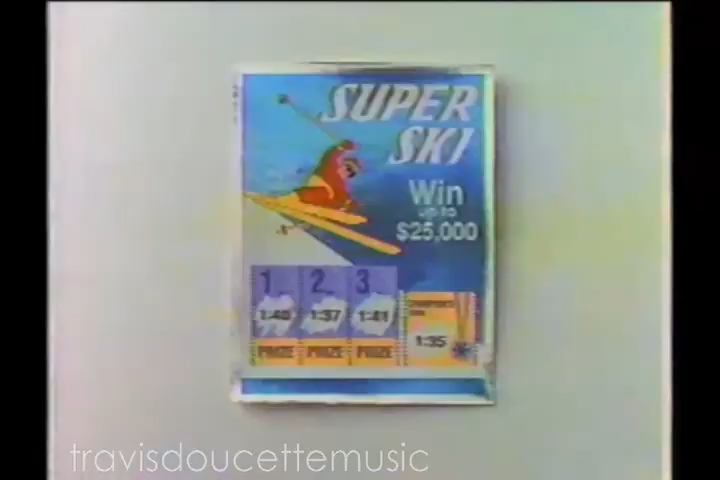 SUPER
SKI
Win
up to
$25,000
1 2 3
1:40 1:37 1:41
1:35
PRIZE PRIZE PRIZE
travisdoucettemusic